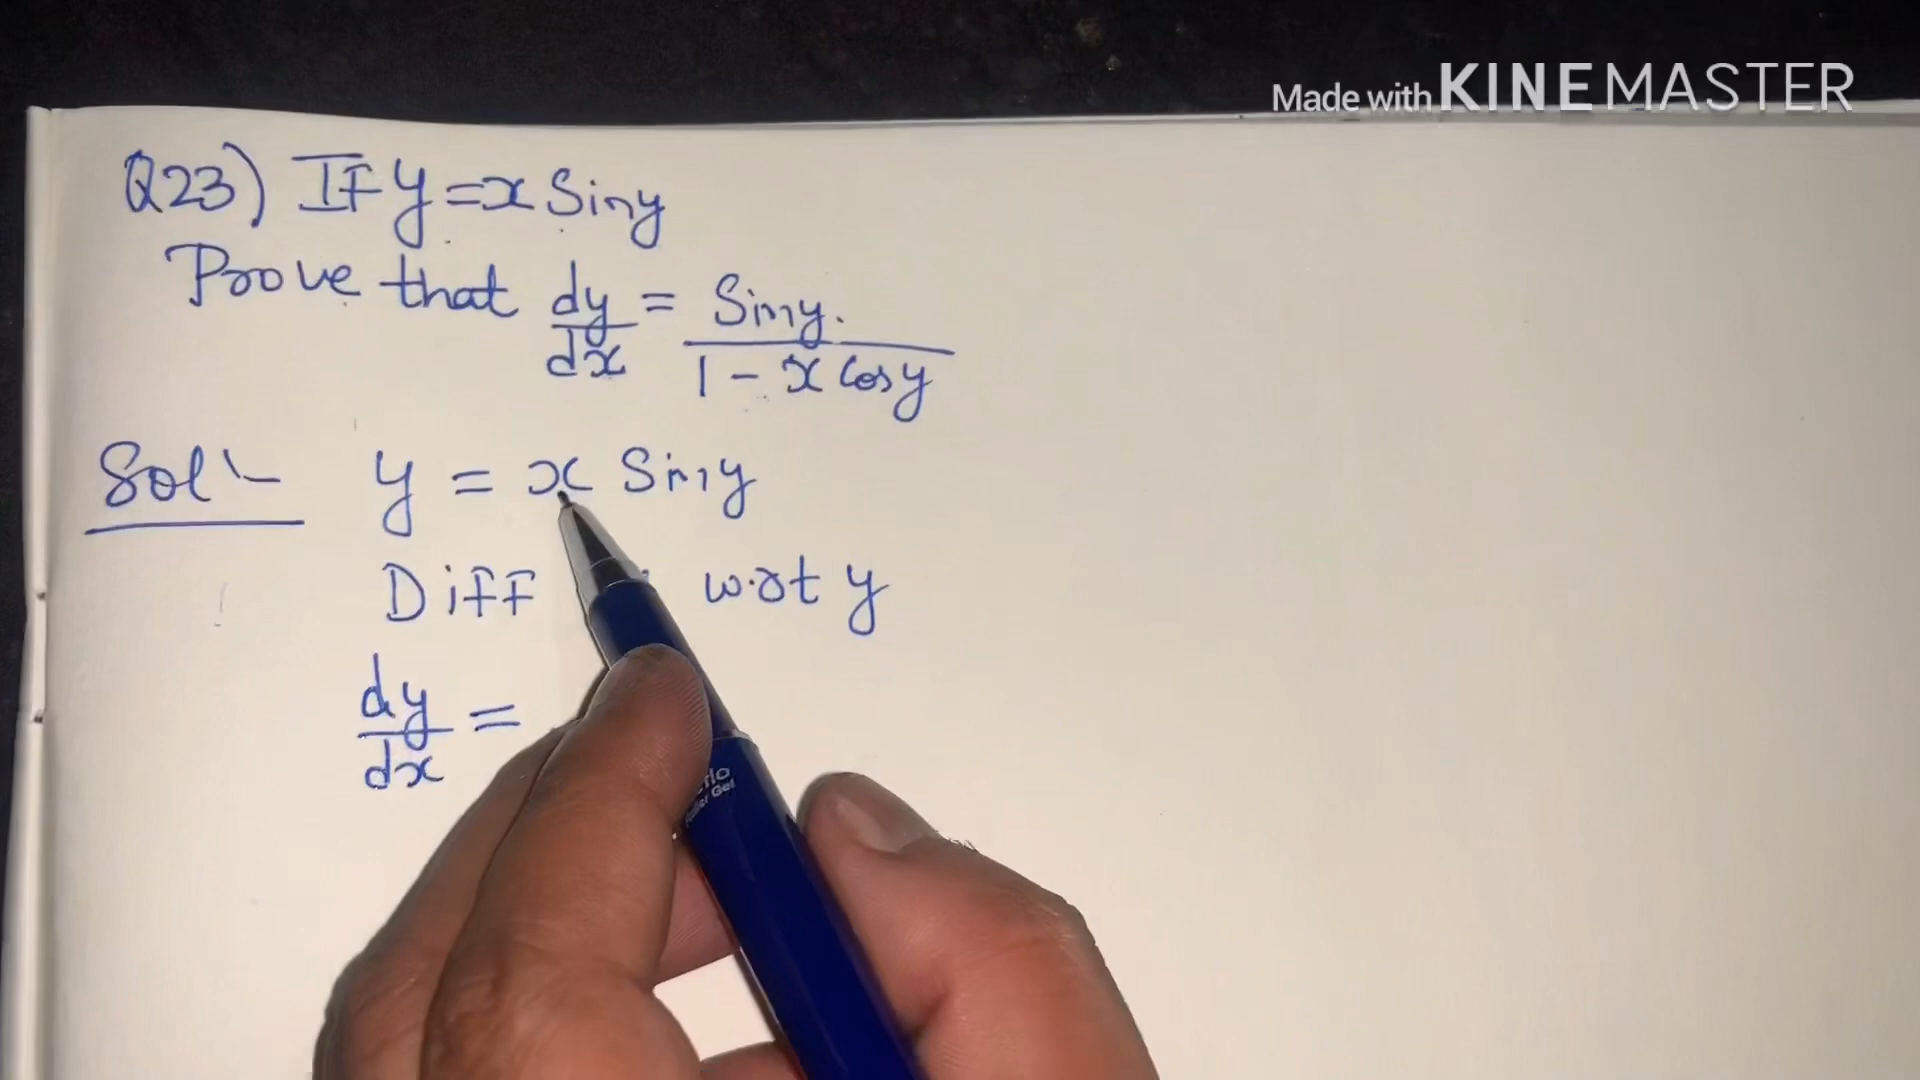 Made with KINEMASTER
Q23) If y = x Siny
Prove that dy/dx = Siny. / 1 - x Cosy
Sol :- y = x Siny
Diff w.r.t y
dy/dx =